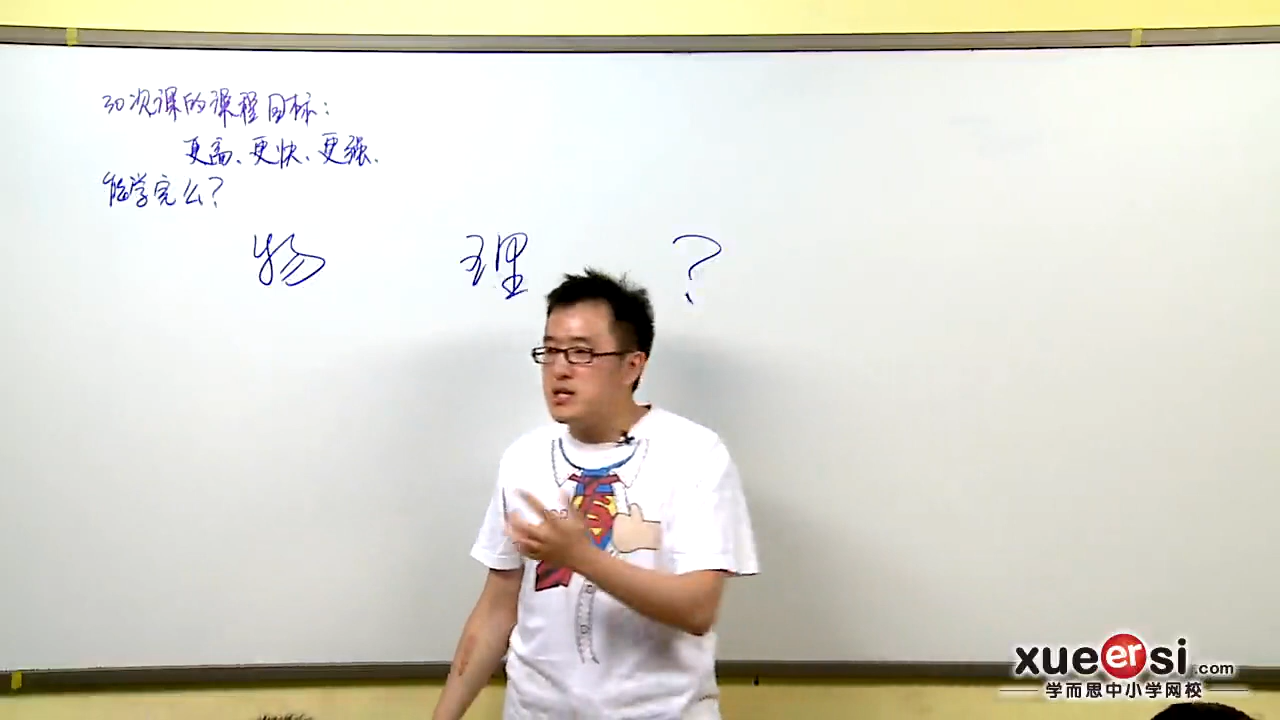 30次课的课程目标:
更高、更快、更强.
能学完么?
物 理 ?
xueersi.com
学而思中小学网校